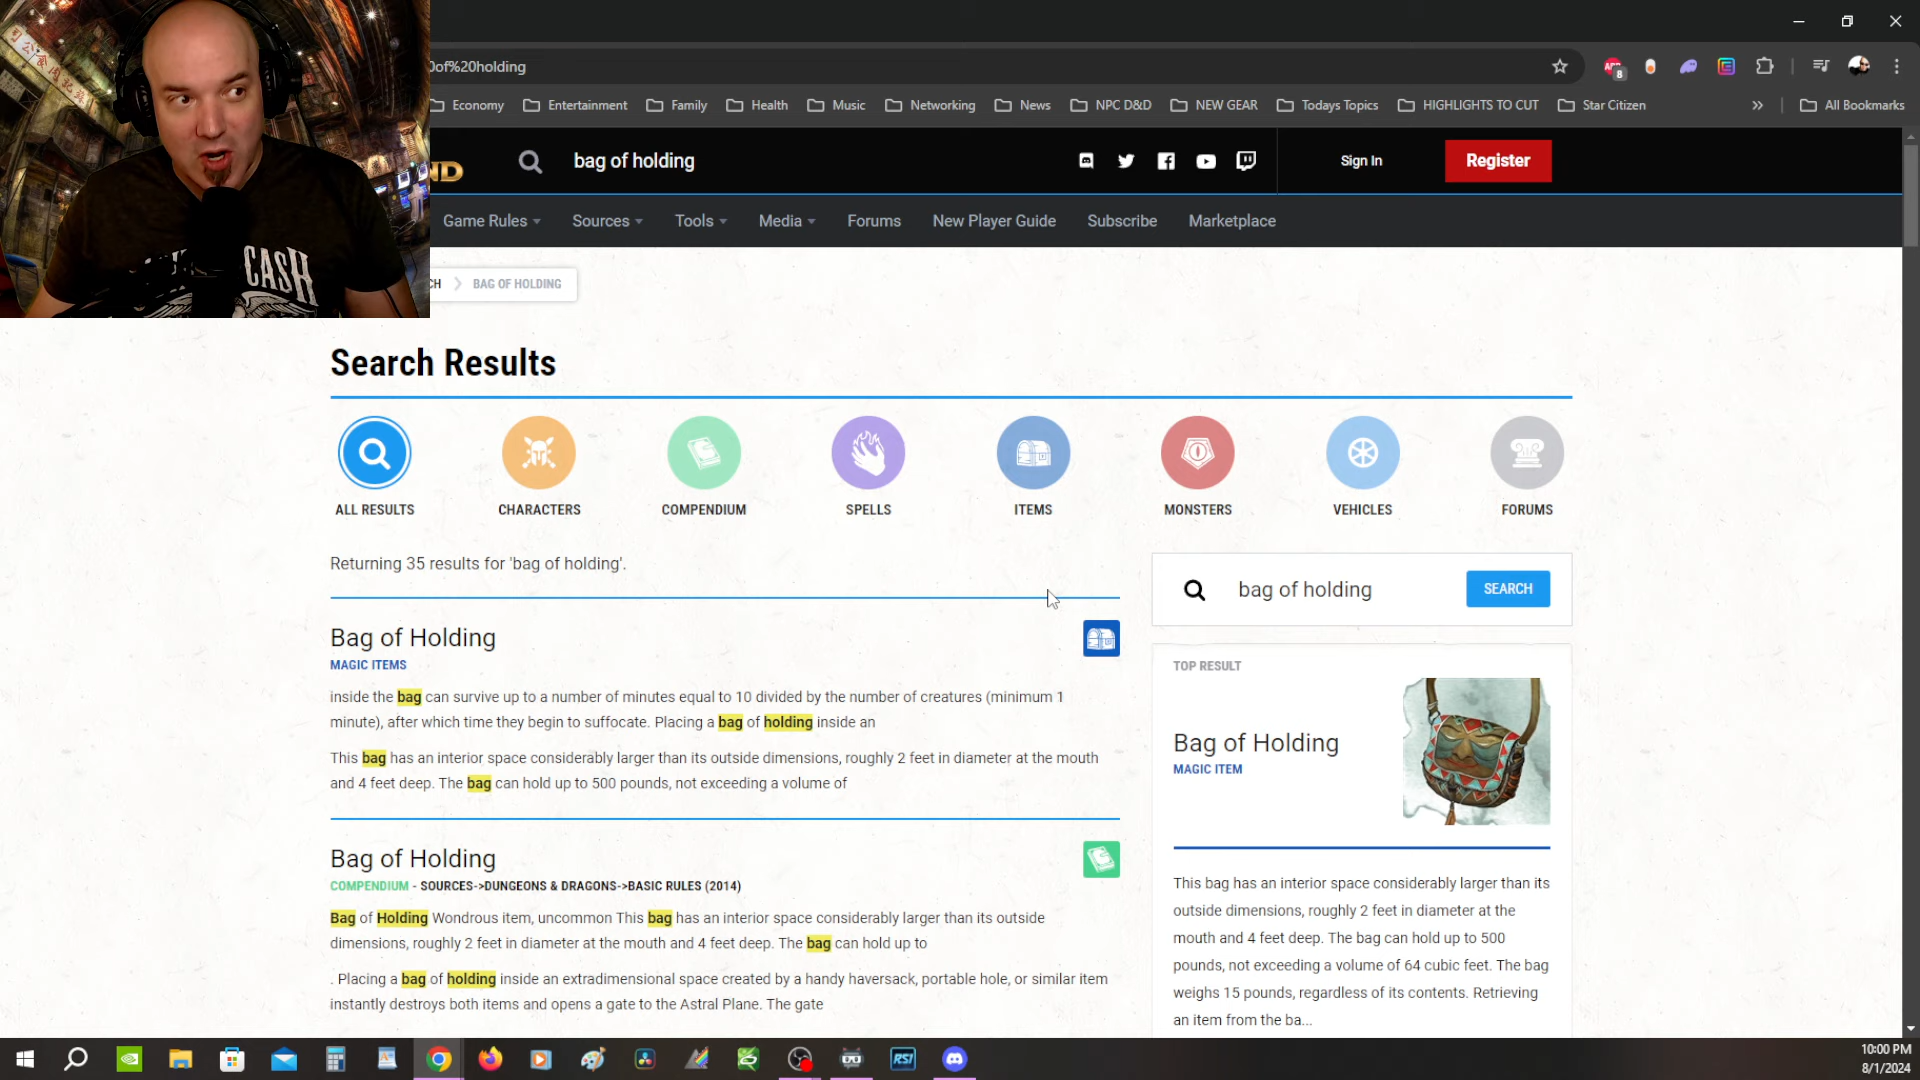 0of%20holding
8
Economy
Entertainment
Family
Health
Music
Networking
News
NPC D&D
NEW GEAR
Todays Topics
HIGHLIGHTS TO CUT
Star Citizen
»
All Bookmarks
ND
bag of holding
Sign In
Register
Game Rules
Sources
Tools
Media
Forums
New Player Guide
Subscribe
Marketplace
CASH
CH
BAG OF HOLDING
Search Results
ALL RESULTS
CHARACTERS
COMPENDIUM
SPELLS
ITEMS
MONSTERS
VEHICLES
FORUMS
Returning 35 results for 'bag of holding'.
Bag of Holding
MAGIC ITEMS
inside the bag can survive up to a number of minutes equal to 10 divided by the number of creatures (minimum 1
minute), after which time they begin to suffocate. Placing a bag of holding inside an
This bag has an interior space considerably larger than its outside dimensions, roughly 2 feet in diameter at the mouth
and 4 feet deep. The bag can hold up to 500 pounds, not exceeding a volume of
Bag of Holding
COMPENDIUM - SOURCES->DUNGEONS & DRAGONS->BASIC RULES (2014)
Bag of Holding Wondrous item, uncommon This bag has an interior space considerably larger than its outside
dimensions, roughly 2 feet in diameter at the mouth and 4 feet deep. The bag can hold up to
. Placing a bag of holding inside an extradimensional space created by a handy haversack, portable hole, or similar item
instantly destroys both items and opens a gate to the Astral Plane. The gate
bag of holding
SEARCH
TOP RESULT
Bag of Holding
MAGIC ITEM
This bag has an interior space considerably larger than its
outside dimensions, roughly 2 feet in diameter at the
mouth and 4 feet deep. The bag can hold up to 500
pounds, not exceeding a volume of 64 cubic feet. The bag
weighs 15 pounds, regardless of its contents. Retrieving
an item from the ba...
RSI
10:00 PM
8/1/2024